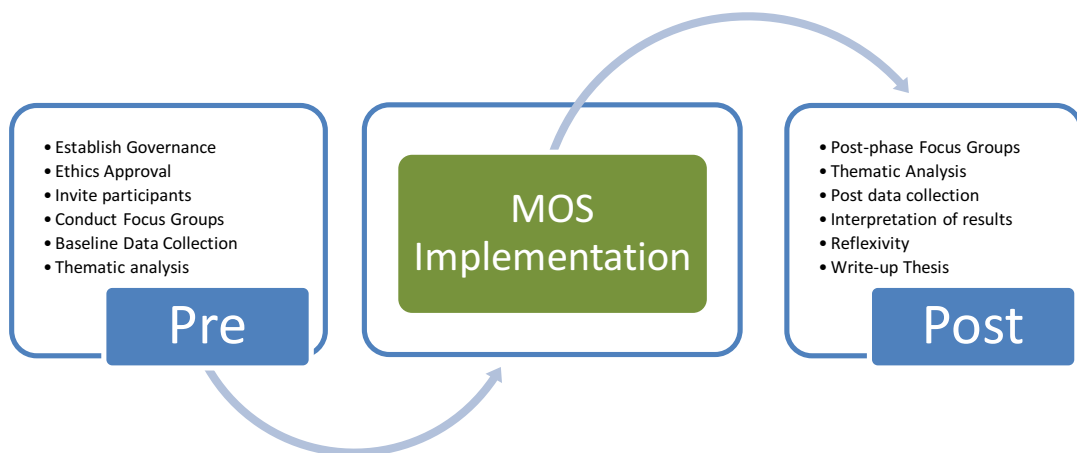 • Establish Governance
• Ethics Approval
• Invite participants
• Conduct Focus Groups
• Baseline Data Collection
• Thematic analysis
Pre
MOS
Implementation
• Post-phase Focus Groups
• Thematic Analysis
• Post data collection
• Interpretation of results
• Reflexivity
• Write-up Thesis
Post